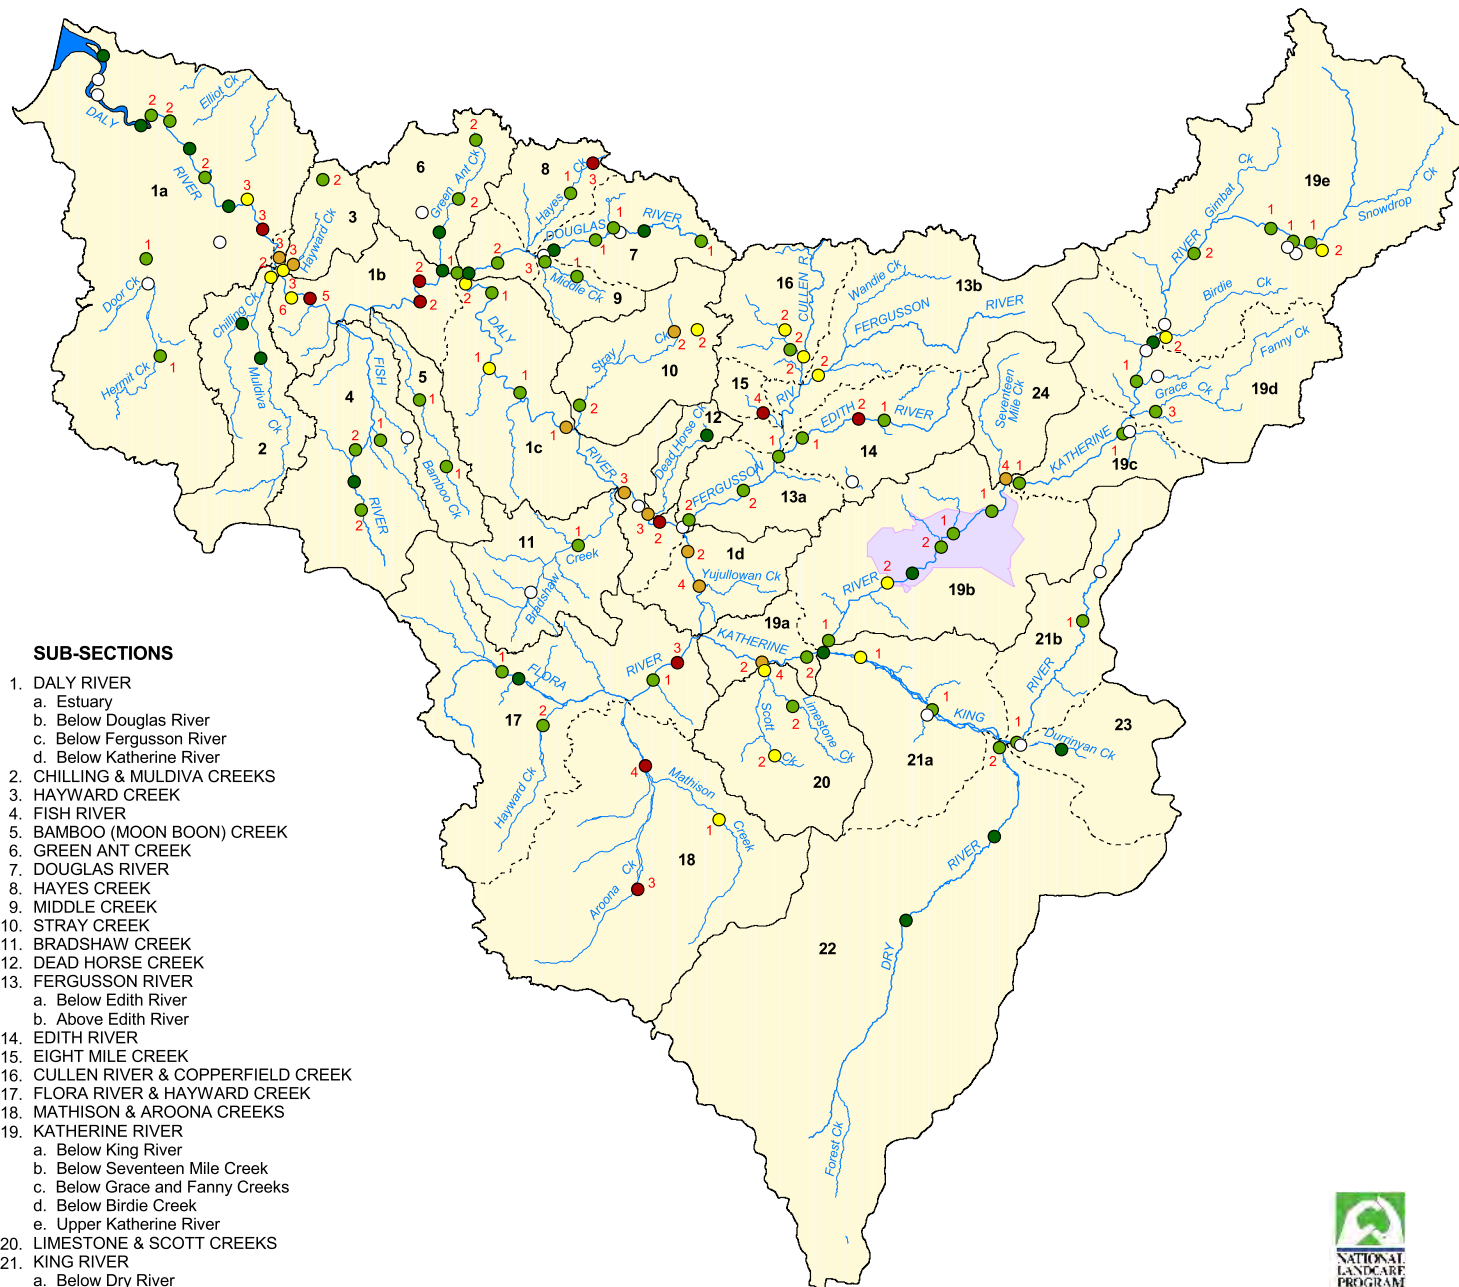 SUB-SECTIONS
1. DALY RIVER
a. Estuary
b. Below Douglas River
c. Below Fergusson River
d. Below Katherine River
2. CHILLING & MULDIVA CREEKS
3. HAYWARD CREEK
4. FISH RIVER
5. BAMBOO (MOON BOON) CREEK
6. GREEN ANT CREEK
7. DOUGLAS RIVER
8. HAYES CREEK
9. MIDDLE CREEK
10. STRAY CREEK
11. BRADSHAW CREEK
12. DEAD HORSE CREEK
13. FERGUSSON RIVER
a. Below Edith River
b. Above Edith River
14. EDITH RIVER
15. EIGHT MILE CREEK
16. CULLEN RIVER & COPPERFIELD CREEK
17. FLORA RIVER & HAYWARD CREEK
18. MATHISON & AROONA CREEKS
19. KATHERINE RIVER
a. Below King River
b. Below Seventeen Mile Creek
c. Below Grace and Fanny Creeks
d. Below Birdie Creek
e. Upper Katherine River
20. LIMESTONE & SCOTT CREEKS
21. KING RIVER
a. Below Dry River
DALY RIVER
Elliot Ck
Door Ck
Hermit Ck
Chilling Ck
Muldiva Ck
Hayward Ck
FISH RIVER
Bamboo Ck
Green Ant Ck
Hayes Ck
DOUGLAS RIVER
Middle Ck
DALY RIVER
Stray Ck
Dead Horse Ck
Bradshaw Creek
CULLEN R
Wandie Ck
FERGUSSON RIVER
RIV
EDITH RIVER
FERGUSSON
Yujullowan Ck
KATHERINE
RIVER
FLORA RIVER
Hayward Ck
Mathison Creek
Aroona Ck
Scott Ck
Limestone Ck
KING RIVER
Durrinyan Ck
DRY RIVER
Forest Ck
Seventeen Mile Ck
KATHERINE RIVER
Gimbat Ck
Snowdrop Ck
Birdie Ck
Fanny Ck
Grace Ck
1a
1b
1c
1d
2
3
4
5
6
7
8
9
10
11
12
13a
13b
14
15
16
17
18
19a
19b
19c
19d
19e
20
21a
21b
22
23
24
NATIONAL
LANDCARE
PROGRAM